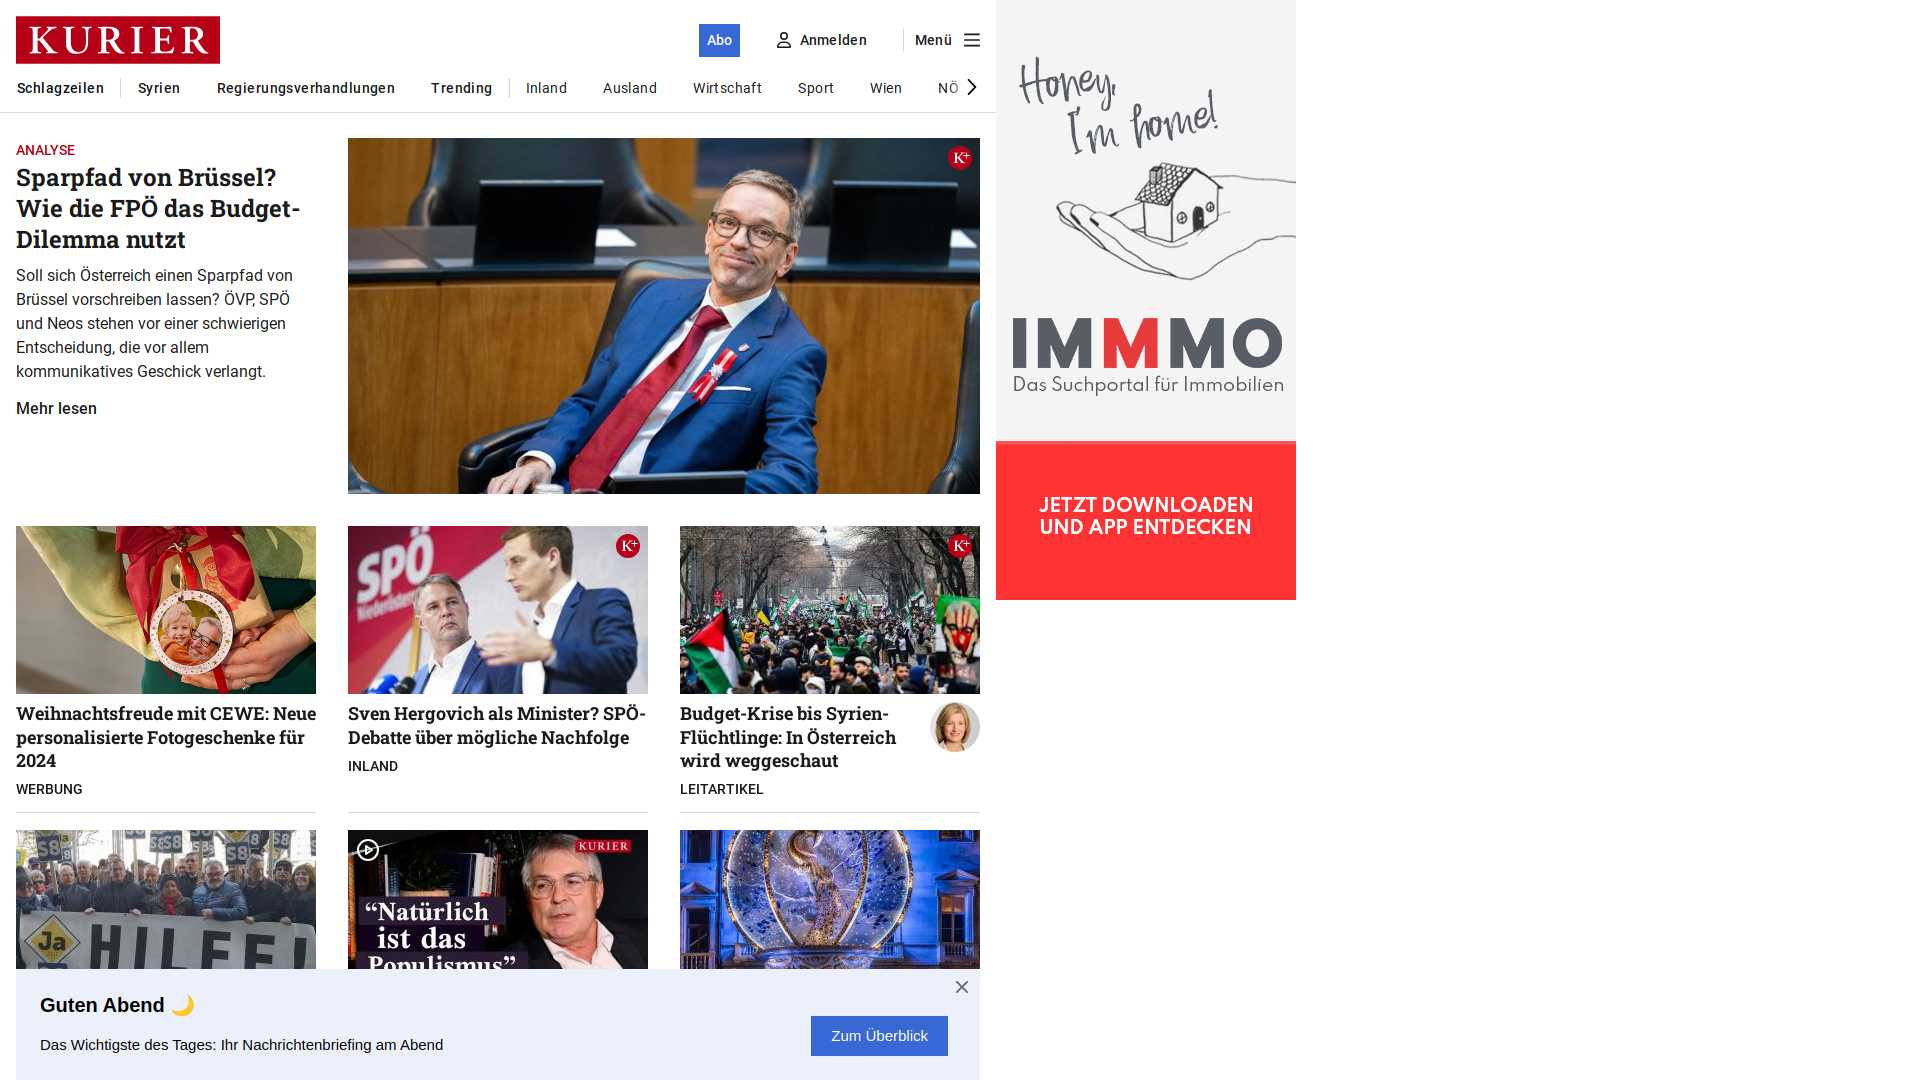 KURIER
Abo
Anmelden
Menü
Schlagzeilen
Syrien
Regierungsverhandlungen
Trending
Inland
Ausland
Wirtschaft
Sport
Wien
NÖ
ANALYSE
Sparpfad von Brüssel?
Wie die FPÖ das Budget-
Dilemma nutzt
Soll sich Österreich einen Sparpfad von
Brüssel vorschreiben lassen? ÖVP, SPÖ
und Neos stehen vor einer schwierigen
Entscheidung, die vor allem
kommunikatives Geschick verlangt.
Mehr lesen
K+
Honey,
I'm home!
IMMMO
Das Suchportal für Immobilien
JETZT DOWNLOADEN
UND APP ENTDECKEN
Weihnachtsfreude mit CEWE: Neue
personalisierte Fotogeschenke für
2024
WERBUNG
SPÖ
K+
Sven Hergovich als Minister? SPÖ-
Debatte über mögliche Nachfolge
INLAND
K+
Budget-Krise bis Syrien-
Flüchtlinge: In Österreich
wird weggeschaut
LEITARTIKEL
S8
S8
S8
S8
Ja
HILFE!
KURIER
“Natürlich
ist das
Populismus”
Guten Abend 🌙
Das Wichtigste des Tages: Ihr Nachrichtenbriefing am Abend
Zum Überblick